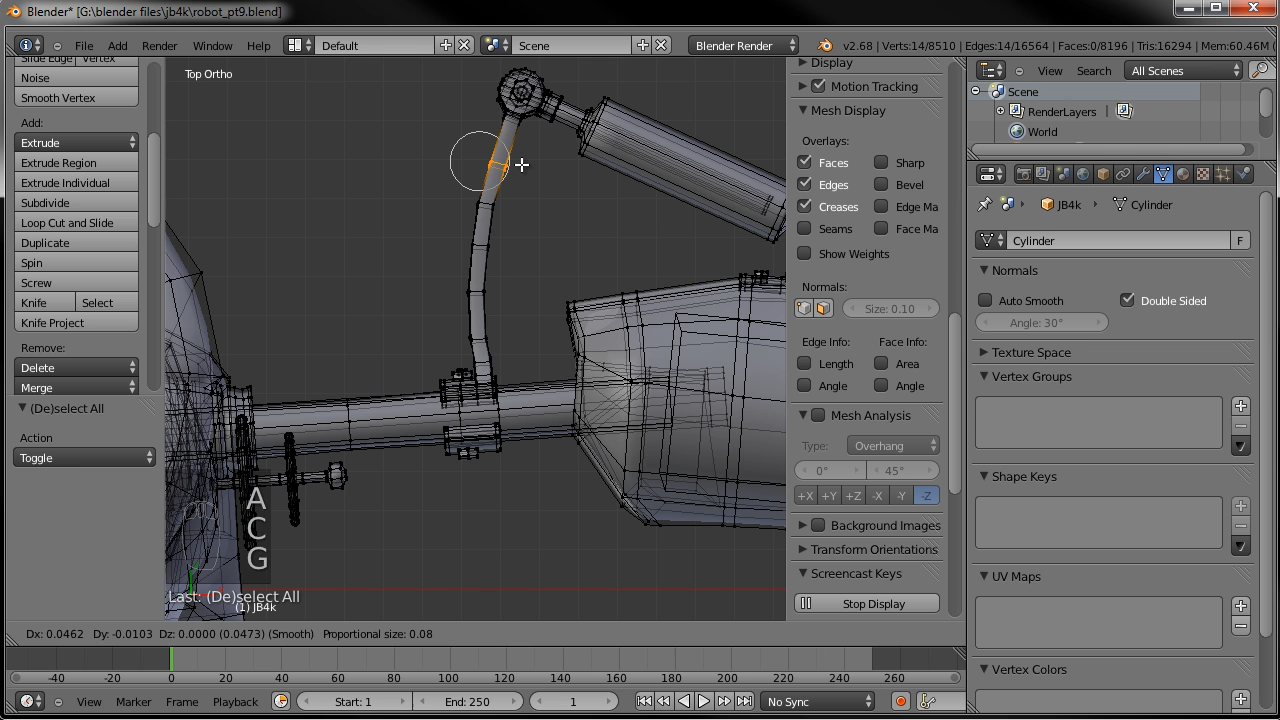 Blender* [G:\blender files\jb4k\robot_pt9.blend]
File Add Render Window Help Default Scene Blender Render v2.68 | Verts:14/8510 | Edges:14/16564 | Faces:0/8196 | Tris:16294 | Mem:60.46M (
Slide Edge Vertex
Noise
Smooth Vertex
Add:
Extrude
Extrude Region
Extrude Individual
Subdivide
Loop Cut and Slide
Duplicate
Spin
Screw
Knife Select
Knife Project
Remove:
Delete
Merge
(De)select All
Action
Toggle
Top Ortho
A
C
G
Last: (De)select All
(1) JB4k
Dx: 0.0462 Dy: -0.0103 Dz: 0.0000 (0.0473) (Smooth) Proportional size: 0.08
Display
Motion Tracking
Mesh Display
Overlays:
Faces Sharp
Edges Bevel
Creases Edge Ma
Seams Face Ma
Show Weights
Normals:
Size: 0.10
Edge Info: Face Info:
Length Area
Angle Angle
Mesh Analysis
Type: Overhang
0° 45°
+X +Y +Z -X -Y -Z
Background Images
Transform Orientations
Screencast Keys
Stop Display
View Search All Scenes
Scene
RenderLayers |
World
JB4k Cylinder
Cylinder F
Normals
Auto Smooth Double Sided
Angle: 30°
Texture Space
Vertex Groups
Shape Keys
UV Maps
Vertex Colors
-40 -20 0 20 40 60 80 100 120 140 160 180 200 220 240 260
View Marker Frame Playback Start: 1 End: 250 1 No Sync